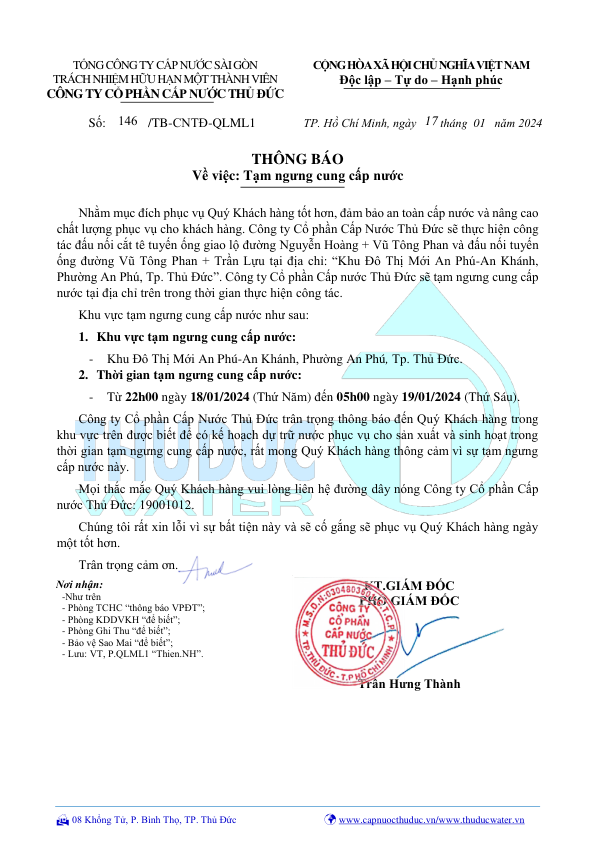 TỔNG CÔNG TY CẤP NƯỚC SÀI GÒN
TRÁCH NHIỆM HỮU HẠN MỘT THÀNH VIÊN
CÔNG TY CỔ PHẦN CẤP NƯỚC THỦ ĐỨC
CỘNG HÒA XÃ HỘI CHỦ NGHĨA VIỆT NAM
Độc lập – Tự do – Hạnh phúc
Số: 146 /TB-CNTĐ-QLML1
TP. Hồ Chí Minh, ngày 17 tháng 01 năm 2024
THÔNG BÁO
Về việc: Tạm ngưng cung cấp nước
Nhằm mục đích phục vụ Quý Khách hàng tốt hơn, đảm bảo an toàn cấp nước và nâng cao
chất lượng phục vụ cho khách hàng. Công ty Cổ phần Cấp Nước Thủ Đức sẽ thực hiện công
tác đấu nối cắt tê tuyến ống giao lộ đường Nguyễn Hoàng + Vũ Tông Phan và đấu nối tuyến
ống đường Vũ Tông Phan + Trần Lựu tại địa chỉ: “Khu Đô Thị Mới An Phú-An Khánh,
Phường An Phú, Tp. Thủ Đức”. Công ty Cổ phần Cấp nước Thủ Đức sẽ tạm ngưng cung cấp
nước tại địa chỉ trên trong thời gian thực hiện công tác.
Khu vực tạm ngưng cung cấp nước như sau:
1. Khu vực tạm ngưng cung cấp nước:
- Khu Đô Thị Mới An Phú-An Khánh, Phường An Phú, Tp. Thủ Đức.
2. Thời gian tạm ngưng cung cấp nước:
- Từ 22h00 ngày 18/01/2024 (Thứ Năm) đến 05h00 ngày 19/01/2024 (Thứ Sáu).
Công ty Cổ phần Cấp Nước Thủ Đức trân trọng thông báo đến Quý Khách hàng trong
khu vực trên được biết để có kế hoạch dự trữ nước phục vụ cho sản xuất và sinh hoạt trong
thời gian tạm ngưng cung cấp nước, rất mong Quý Khách hàng thông cảm vì sự tạm ngưng
cấp nước này.
Mọi thắc mắc Quý Khách hàng vui lòng liên hệ đường dây nóng Công ty Cổ phần Cấp
nước Thủ Đức: 19001012.
Chúng tôi rất xin lỗi vì sự bất tiện này và sẽ cố gắng sẽ phục vụ Quý Khách hàng ngày
một tốt hơn.
Trân trọng cảm ơn.
THUDUC
WATER
Nơi nhận:
-Như trên
- Phòng TCHC “thông báo VPĐT”;
- Phòng KDDVKH “để biết”;
- Phòng Ghi Thu “để biết”;
- Bảo vệ Sao Mai “để biết”;
- Lưu: VT, P.QLML1 “Thien.NH”.
KT.GIÁM ĐỐC
PHÓ GIÁM ĐỐC
CÔNG TY
CỔ PHẦN
CẤP NƯỚC
THỦ ĐỨC
TP.THỦ ĐỨC - T.P HỒ CHÍ MINH
Trần Hưng Thành
08 Khổng Tử, P. Bình Thọ, TP. Thủ Đức
www.capnuocthuduc.vn/www.thuducwater.vn